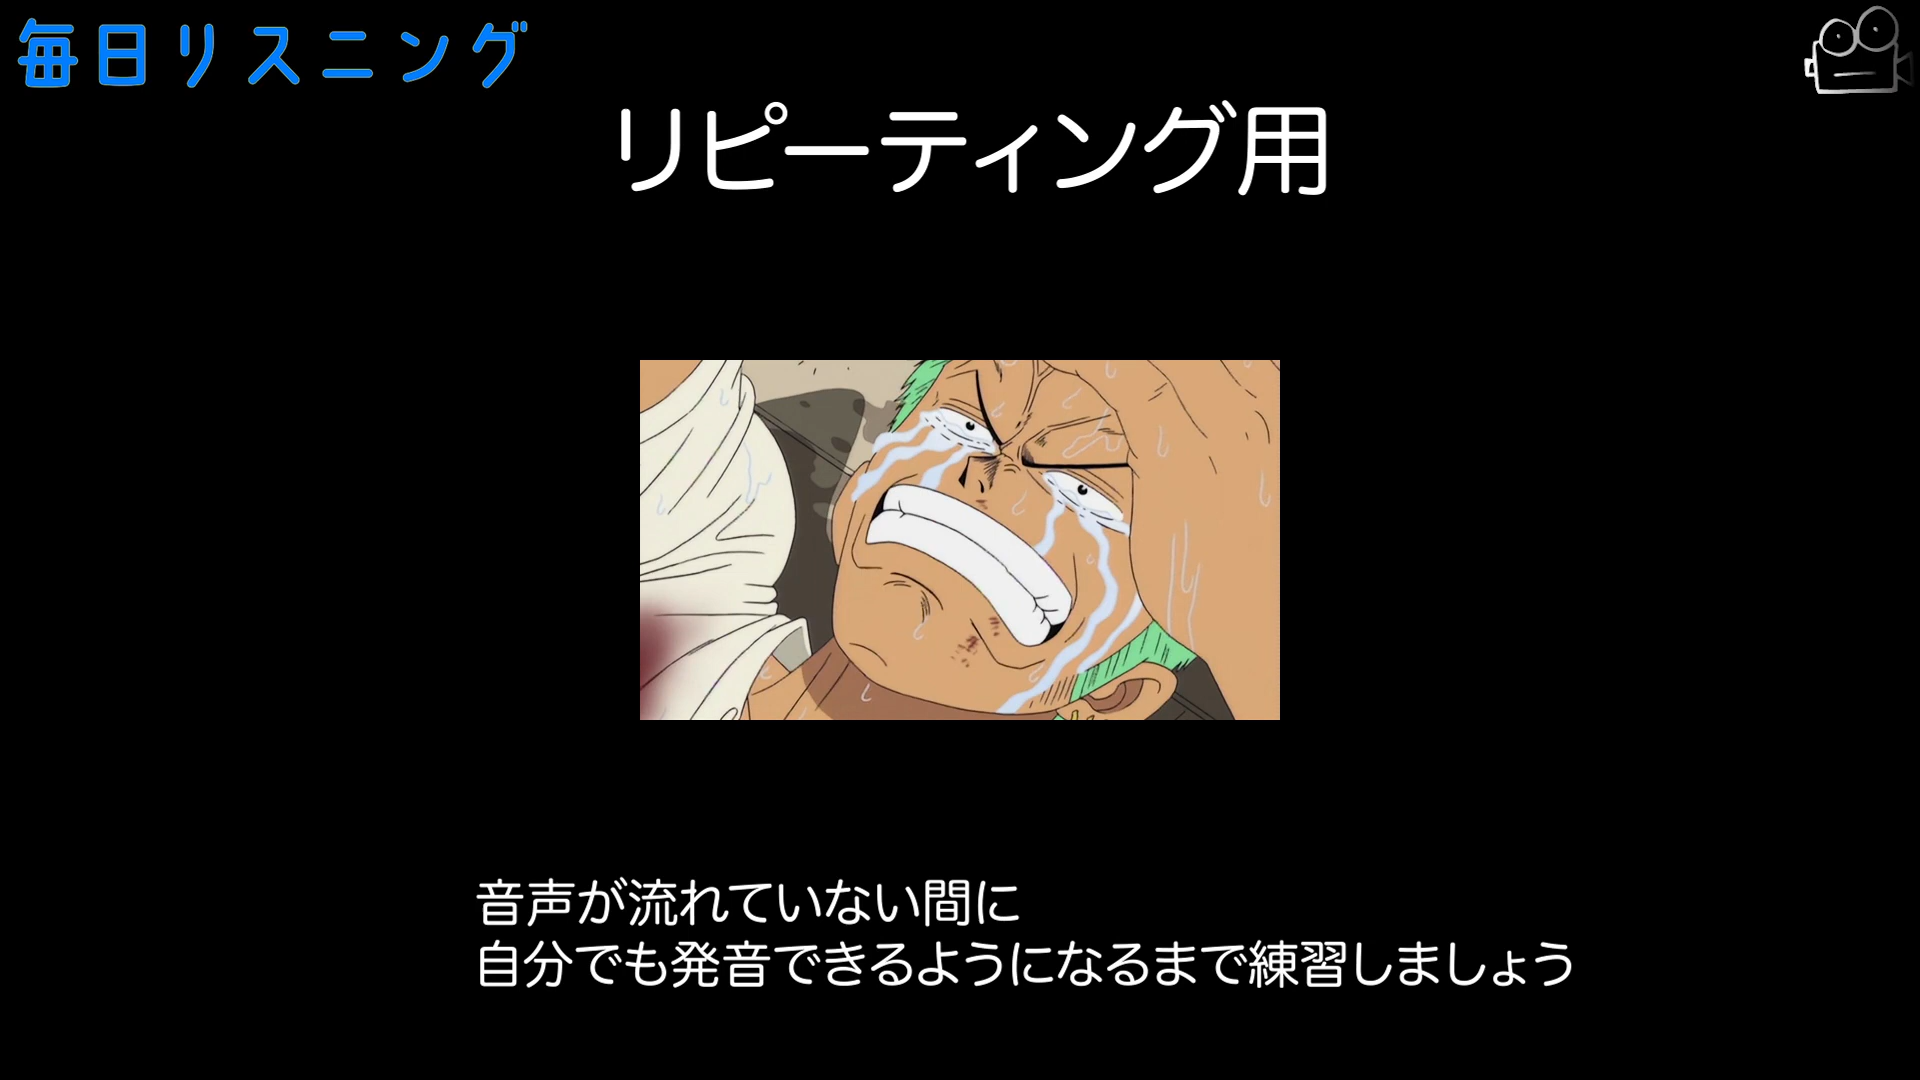 毎日リスニング
リピーティング用
音声が流れていない間に
自分でも発音できるようになるまで練習しましょう